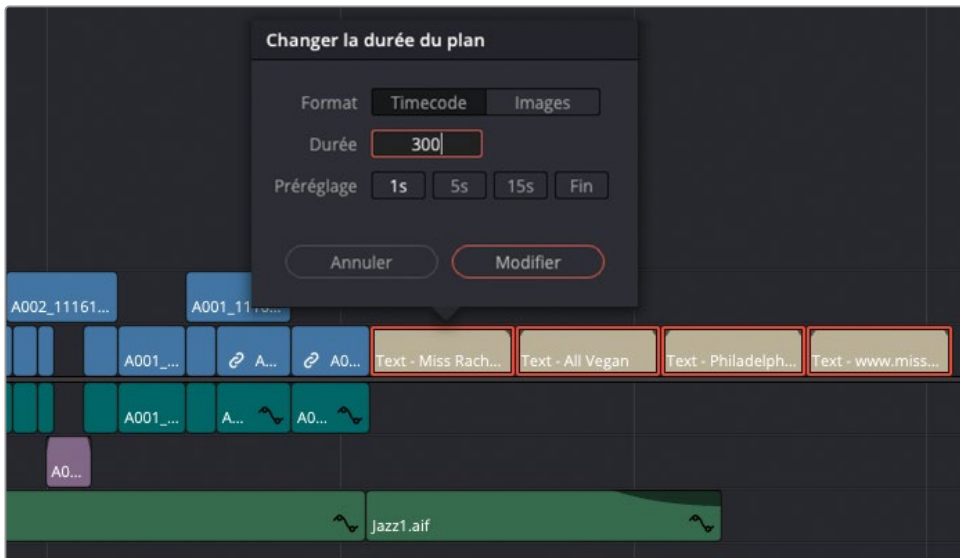 Changer la durée du plan
Format Timecode Images
Durée 300
Préréglage 1s 5s 15s Fin
Annuler Modifier
A002_11161... A001_1116...
A001_... A... A0... Text - Miss Rach... Text - All Vegan Text - Philadelph... Text - www.miss...
A001_... A... A0...
A0...
Jazz1.aif